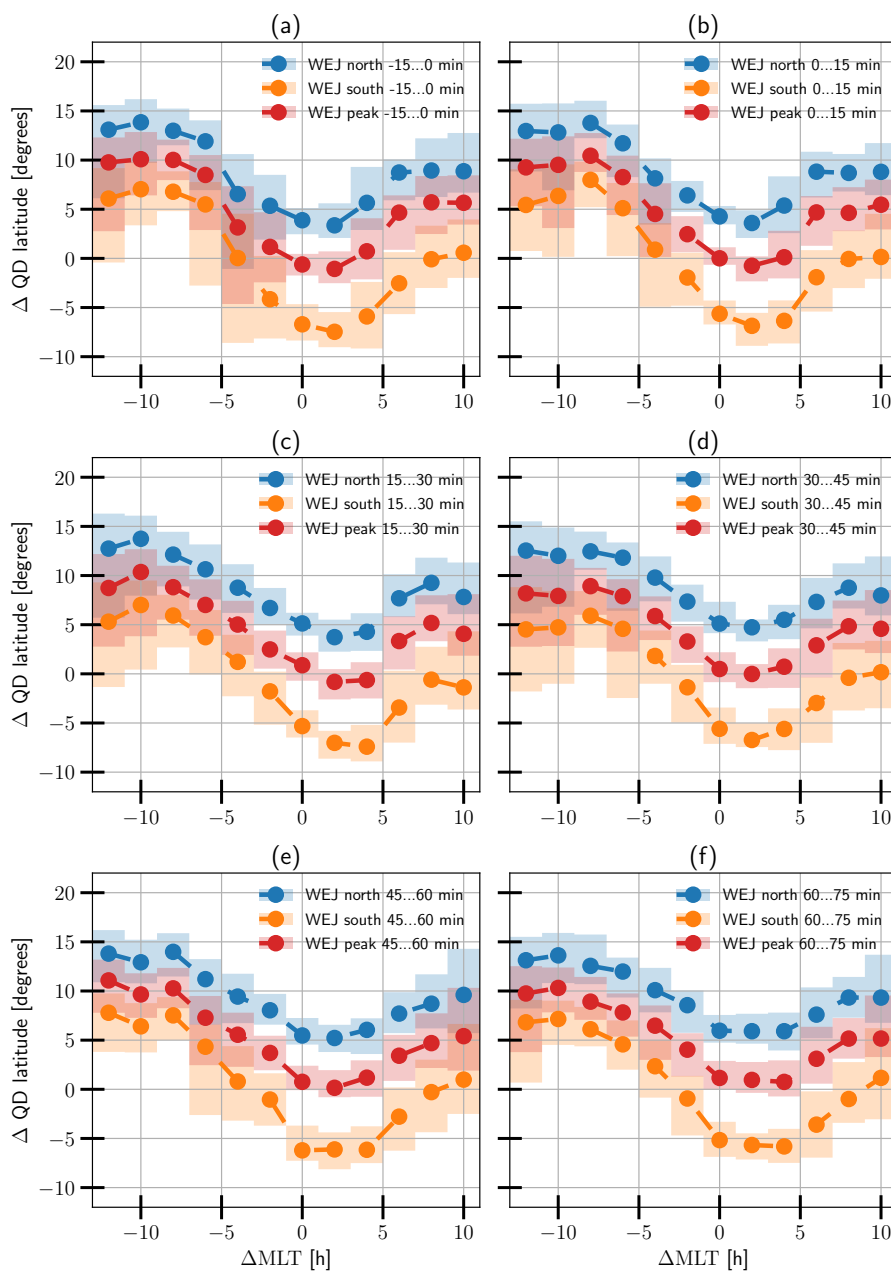 (a)
WEJ north -15...0 min
WEJ south -15...0 min
WEJ peak -15...0 min
20
15
10
5
0
−5
−10
Δ QD latitude [degrees]
−10 −5 0 5 10
(b)
WEJ north 0...15 min
WEJ south 0...15 min
WEJ peak 0...15 min
−10 −5 0 5 10
(c)
WEJ north 15...30 min
WEJ south 15...30 min
WEJ peak 15...30 min
20
15
10
5
0
−5
−10
Δ QD latitude [degrees]
−10 −5 0 5 10
(d)
WEJ north 30...45 min
WEJ south 30...45 min
WEJ peak 30...45 min
−10 −5 0 5 10
(e)
WEJ north 45...60 min
WEJ south 45...60 min
WEJ peak 45...60 min
20
15
10
5
0
−5
−10
Δ QD latitude [degrees]
−10 −5 0 5 10
ΔMLT [h]
(f)
WEJ north 60...75 min
WEJ south 60...75 min
WEJ peak 60...75 min
−10 −5 0 5 10
ΔMLT [h]